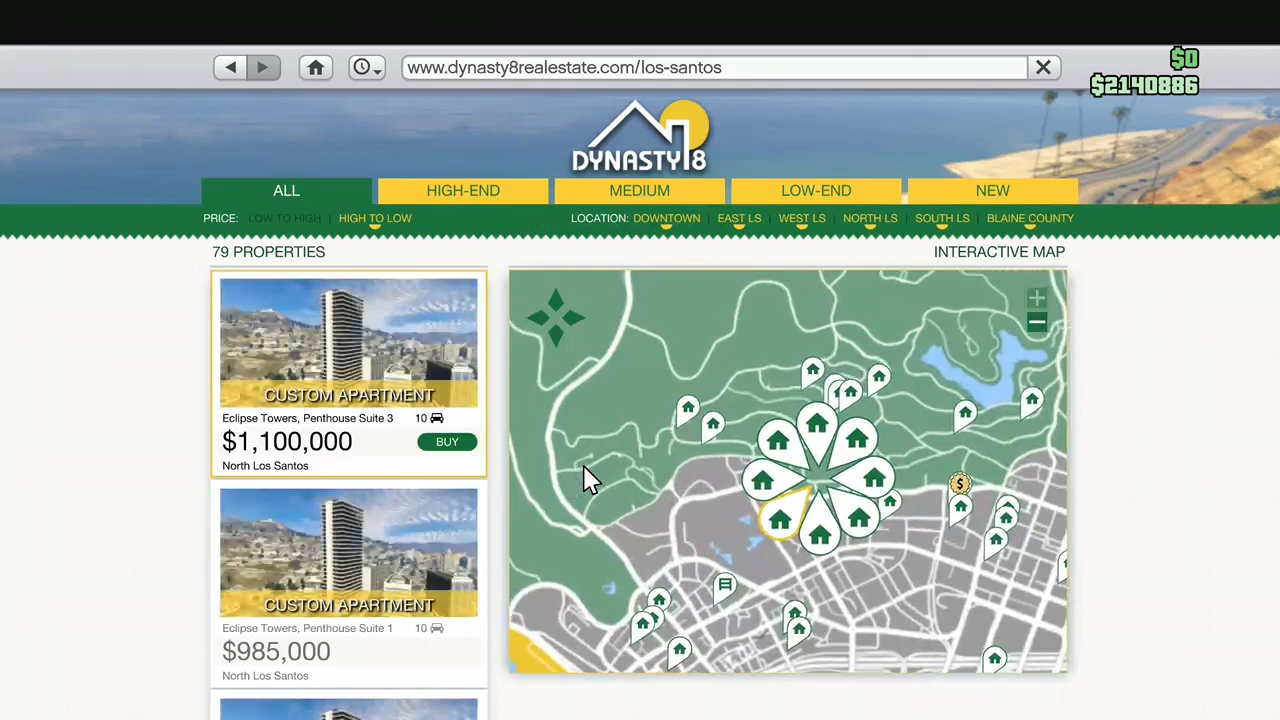 www.dynasty8realestate.com/los-santos
$0
$2140886
DYNASTY 8
ALL HIGH-END MEDIUM LOW-END NEW
PRICE: LOW TO HIGH | HIGH TO LOW LOCATION: DOWNTOWN | EAST LS | WEST LS | NORTH LS | SOUTH LS | BLAINE COUNTY
79 PROPERTIES INTERACTIVE MAP
CUSTOM APARTMENT
Eclipse Towers, Penthouse Suite 3 10
$1,100,000 BUY
North Los Santos
$
CUSTOM APARTMENT
Eclipse Towers, Penthouse Suite 1 10
$985,000
North Los Santos